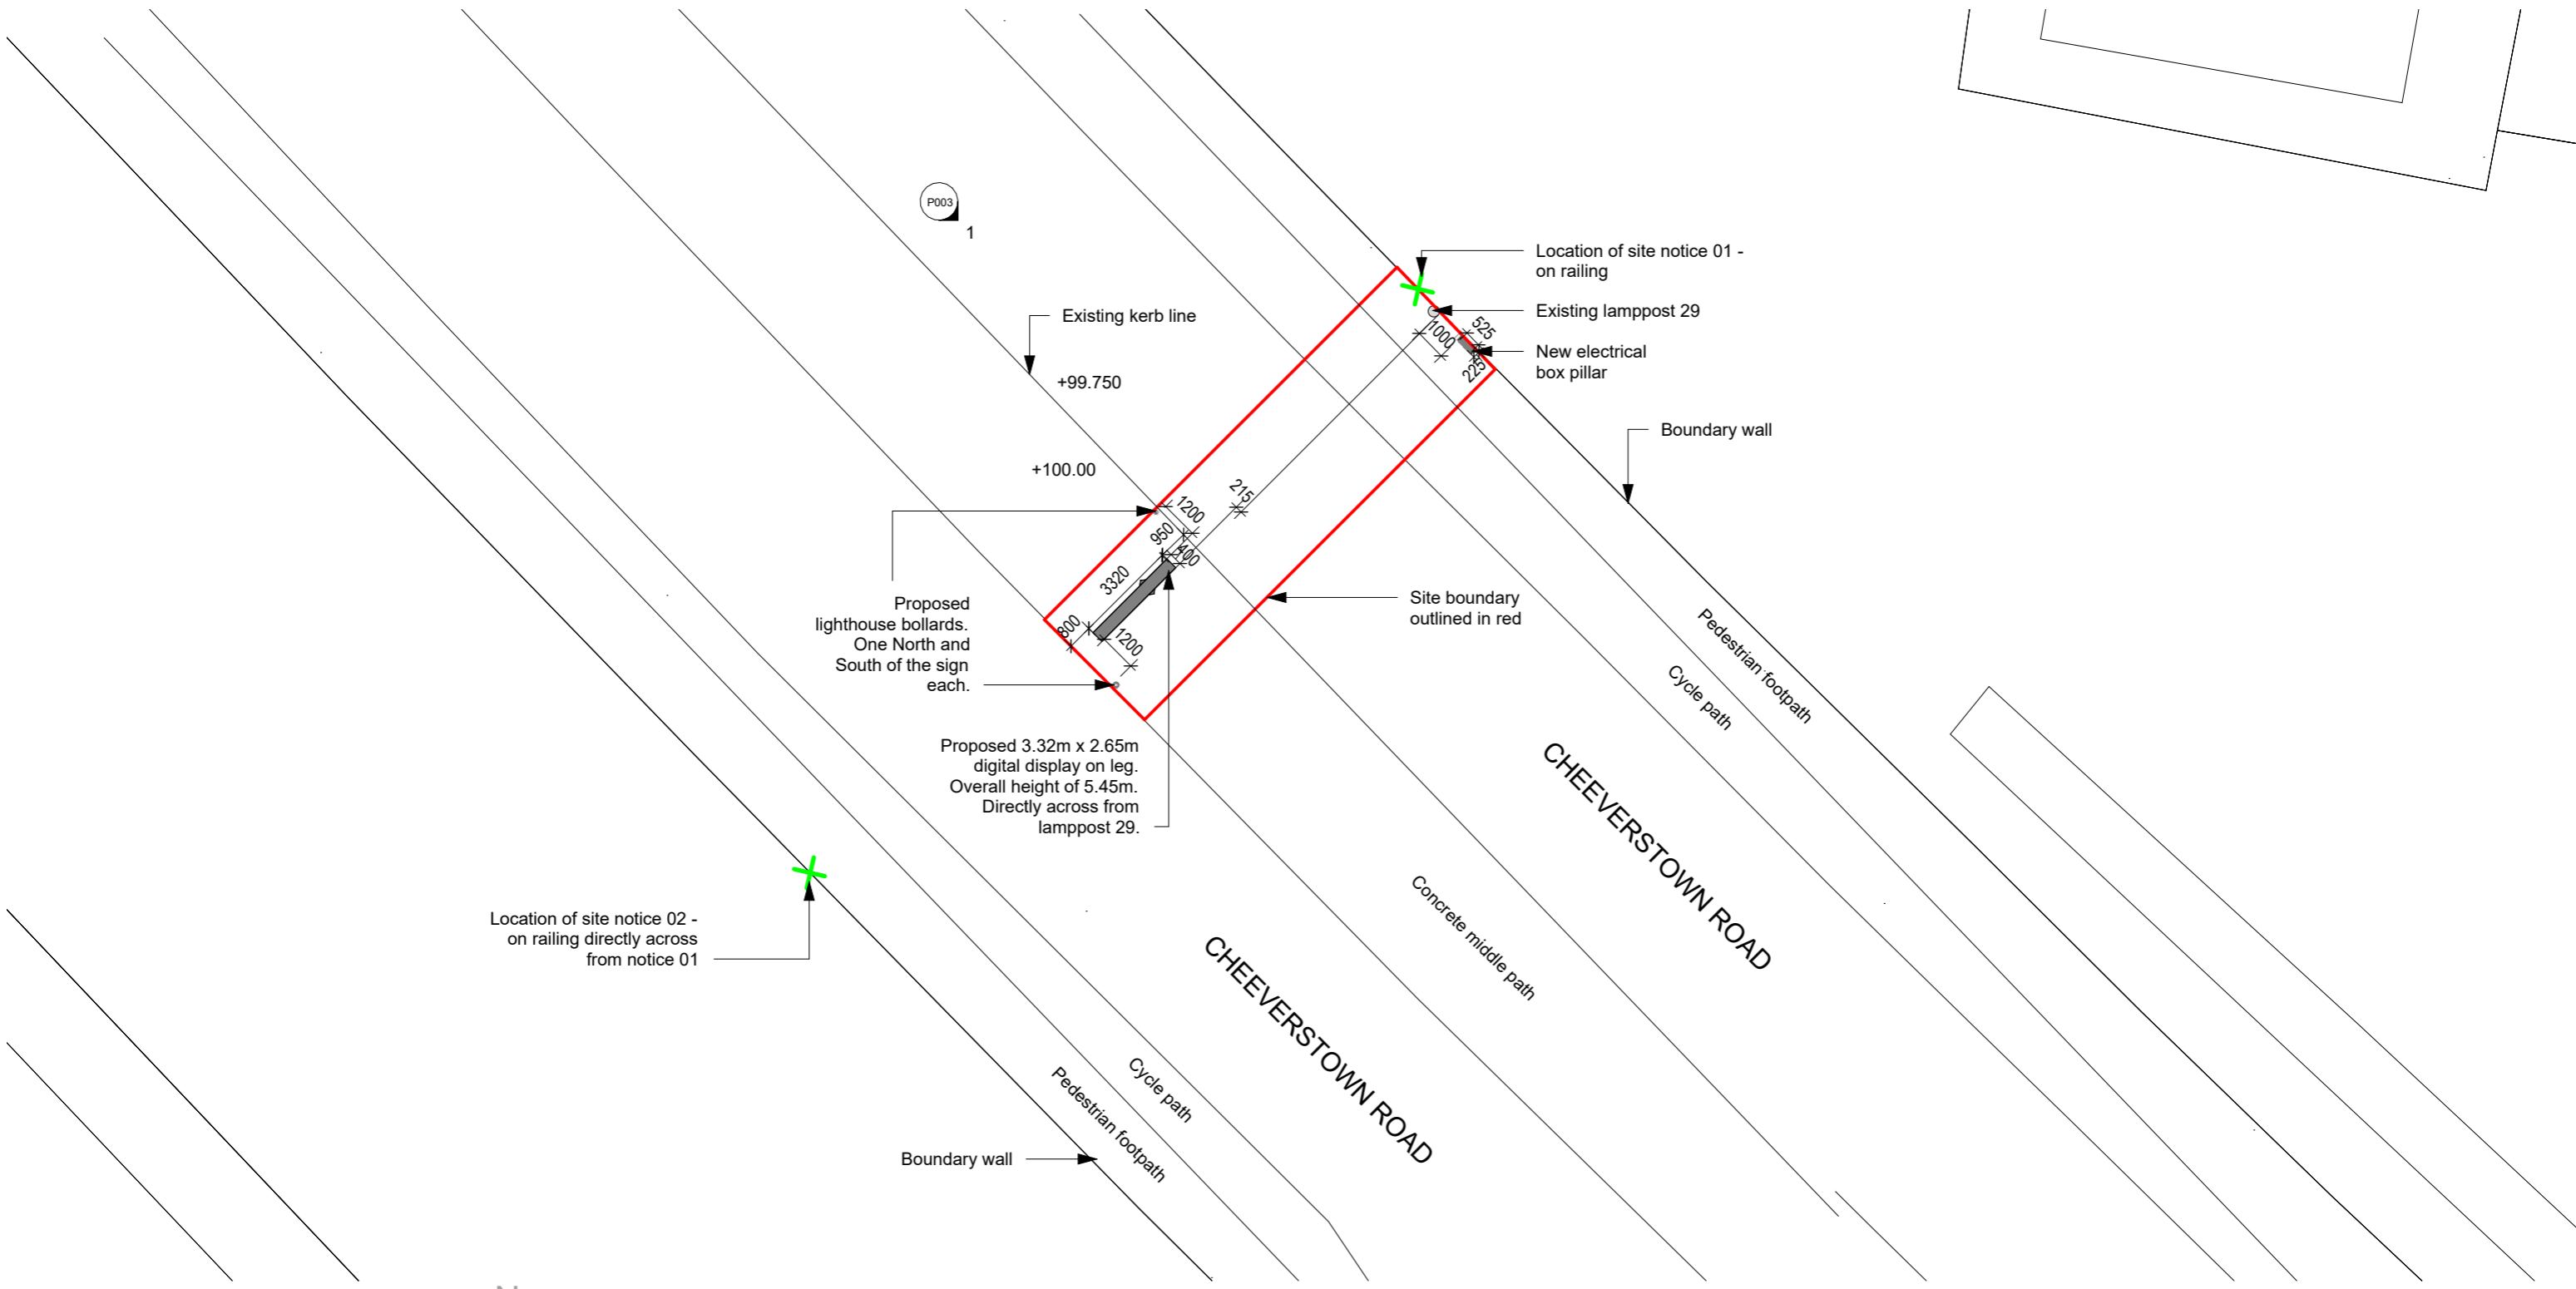 P003
1
Location of site notice 01 -
on railing
Existing lamppost 29
Existing kerb line
525
1000
New electrical
box pillar
225
+99.750
Boundary wall
+100.00
215
1200
950
400
3320
Proposed
lighthouse bollards.
One North and
South of the sign
each.
Site boundary
outlined in red
800
1200
Pedestrian footpath
Cycle path
Proposed 3.32m x 2.65m
digital display on leg.
Overall height of 5.45m.
Directly across from
lamppost 29.
CHEEVERSTOWN ROAD
Concrete middle path
Location of site notice 02 -
on railing directly across
from notice 01
CHEEVERSTOWN ROAD
Cycle path
Pedestrian footpath
Boundary wall